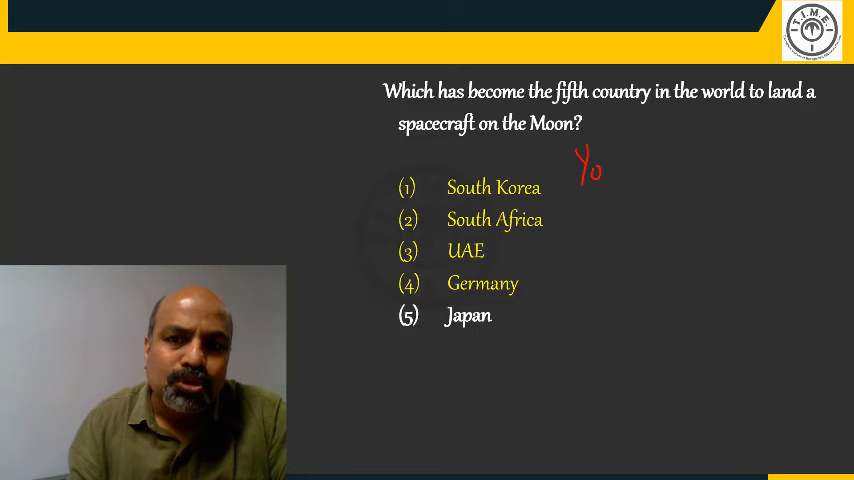 T.I.M.E.
Which has become the fifth country in the world to land a
spacecraft on the Moon?
Yo
(1) South Korea
(2) South Africa
(3) UAE
(4) Germany
(5) Japan